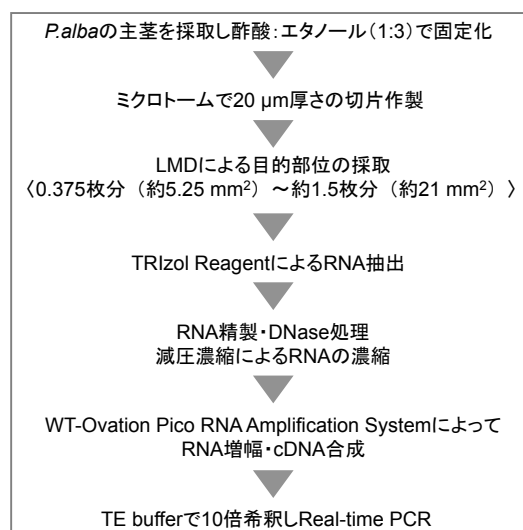 P.albaの主茎を採取し酢酸:エタノール(1:3)で固定化
ミクロトームで20 μm厚さの切片作製
LMDによる目的部位の採取
〈0.375枚分（約5.25 mm²）～約1.5枚分（約21 mm²）〉
TRIzol ReagentによるRNA抽出
RNA精製・DNase処理
減圧濃縮によるRNAの濃縮
WT-Ovation Pico RNA Amplification Systemによって
RNA増幅・cDNA合成
TE bufferで10倍希釈しReal-time PCR